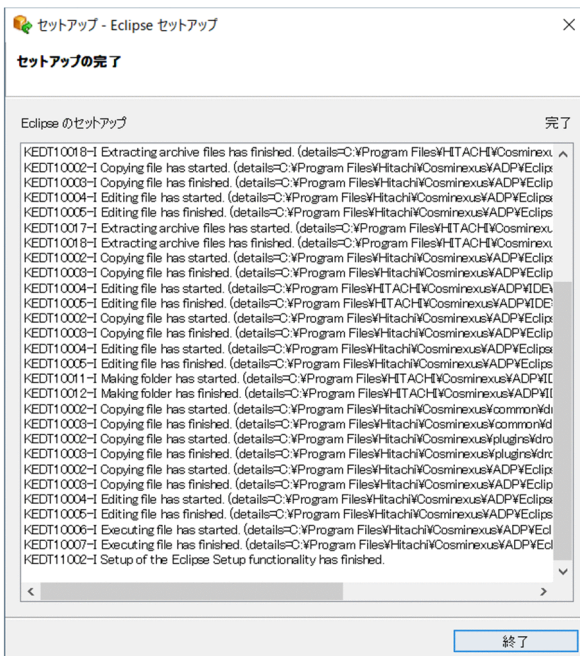 セットアップ - Eclipse セットアップ
セットアップの完了
Eclipse のセットアップ 完了
KEDT10018-I Extracting archive files has finished. (details=C:¥Program Files¥HITACHI¥Cosminexu
KEDT10002-I Copying file has started. (details=C:¥Program Files¥Hitachi¥Cosminexus¥ADP¥Eclip
KEDT10003-I Copying file has finished. (details=C:¥Program Files¥Hitachi¥Cosminexus¥ADP¥Eclip
KEDT10004-I Editing file has started. (details=C:¥Program Files¥Hitachi¥Cosminexus¥ADP¥Eclipse
KEDT10005-I Editing file has finished. (details=C:¥Program Files¥Hitachi¥Cosminexus¥ADP¥Eclips
KEDT10017-I Extracting archive files has started. (details=C:¥Program Files¥HITACHI¥Cosminexu
KEDT10018-I Extracting archive files has finished. (details=C:¥Program Files¥HITACHI¥Cosminexu
KEDT10002-I Copying file has started. (details=C:¥Program Files¥Hitachi¥Cosminexus¥ADP¥Eclip
KEDT10003-I Copying file has finished. (details=C:¥Program Files¥Hitachi¥Cosminexus¥ADP¥Eclip
KEDT10004-I Editing file has started. (details=C:¥Program Files¥HITACHI¥Cosminexus¥ADP¥IDE¥
KEDT10005-I Editing file has finished. (details=C:¥Program Files¥HITACHI¥Cosminexus¥ADP¥IDE
KEDT10002-I Copying file has started. (details=C:¥Program Files¥Hitachi¥Cosminexus¥ADP¥Eclip
KEDT10003-I Copying file has finished. (details=C:¥Program Files¥Hitachi¥Cosminexus¥ADP¥Eclip
KEDT10004-I Editing file has started. (details=C:¥Program Files¥Hitachi¥Cosminexus¥ADP¥Eclipse
KEDT10005-I Editing file has finished. (details=C:¥Program Files¥Hitachi¥Cosminexus¥ADP¥Eclips
KEDT10011-I Making folder has started. (details=C:¥Program Files¥HITACHI¥Cosminexus¥ADP¥ID
KEDT10012-I Making folder has finished. (details=C:¥Program Files¥HITACHI¥Cosminexus¥ADP¥ID
KEDT10002-I Copying file has started. (details=C:¥Program Files¥Hitachi¥Cosminexus¥common¥d
KEDT10003-I Copying file has finished. (details=C:¥Program Files¥Hitachi¥Cosminexus¥common¥d
KEDT10002-I Copying file has started. (details=C:¥Program Files¥Hitachi¥Cosminexus¥plugins¥dro
KEDT10003-I Copying file has finished. (details=C:¥Program Files¥Hitachi¥Cosminexus¥plugins¥dro
KEDT10002-I Copying file has started. (details=C:¥Program Files¥Hitachi¥Cosminexus¥ADP¥Eclip
KEDT10003-I Copying file has finished. (details=C:¥Program Files¥Hitachi¥Cosminexus¥ADP¥Eclip
KEDT10004-I Editing file has started. (details=C:¥Program Files¥Hitachi¥Cosminexus¥ADP¥Eclipse
KEDT10005-I Editing file has finished. (details=C:¥Program Files¥Hitachi¥Cosminexus¥ADP¥Eclips
KEDT10006-I Executing file has started. (details=C:¥Program Files¥Hitachi¥Cosminexus¥ADP¥Ecl
KEDT10007-I Executing file has finished. (details=C:¥Program Files¥Hitachi¥Cosminexus¥ADP¥Ecl
KEDT11002-I Setup of the Eclipse Setup functionality has finished.
終了